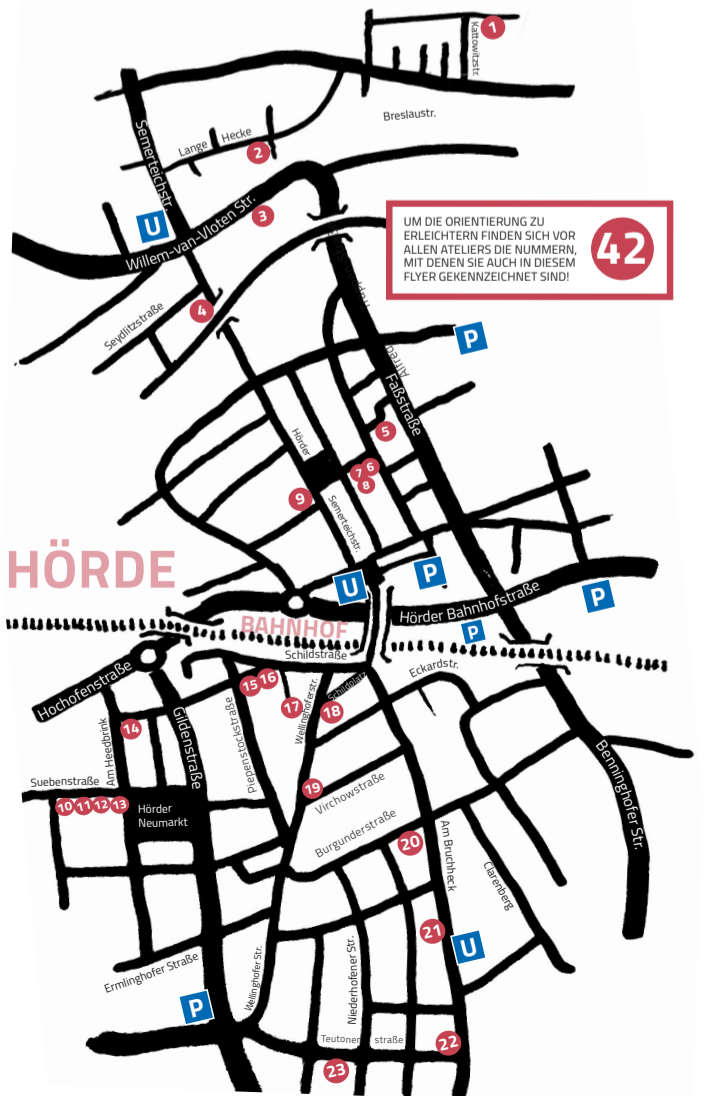 1
Kattowitzstr.
Breslaustr.
Semerteichstr.
Lange Hecke
2
U
3
Willem-van-Vloten Str.
UM DIE ORIENTIERUNG ZU
ERLEICHTERN FINDEN SICH VOR
ALLEN ATELIERS DIE NUMMERN,
MIT DENEN SIE AUCH IN DIESEM
FLYER GEKENNZEICHNET SIND!
42
4
Seydlitzstraße
P
Faßstraße
5
Hörder
7 6
8
9
Semerteichstr.
HÖRDE
U
P
P
Hörder Bahnhofstraße
BAHNHOF
P
Schildstraße
Eckardstr.
Hochofenstraße
15 16
Schildplatz
17
18
Wellinghoferstr.
Piepenstockstraße
Gildenstraße
Am Heedbrink
14
Benninghofer Str.
Suebenstraße
10 11 12 13
Hörder
Neumarkt
19
Virchowstraße
Burgunderstraße
20
Am Bruchheck
Clarenberg
21
U
Ermlinghofer Straße
Wellinghofer Str.
Niederhofener Str.
P
Teutonenstraße
22
23